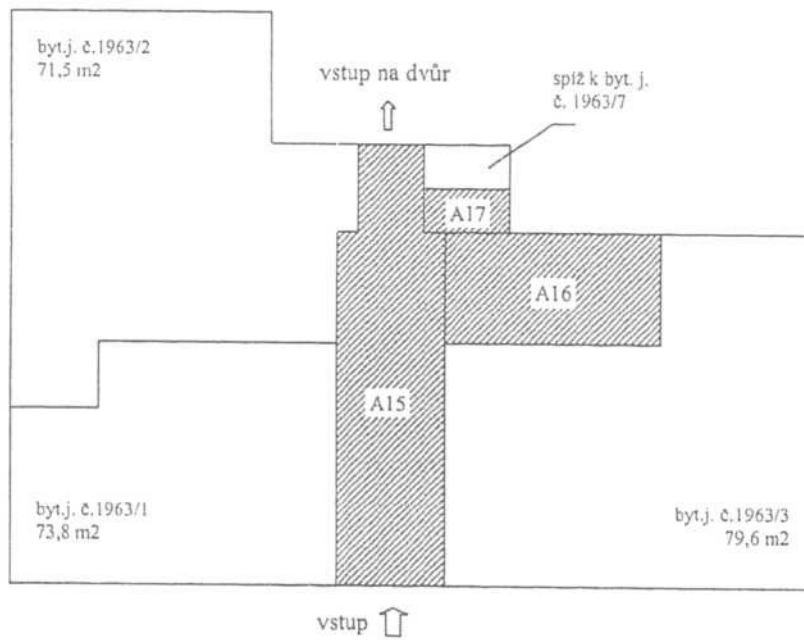 byt.j. č.1963/2
71,5 m2
vstup na dvůr
spíž k byt. j.
č. 1963/7
A17
A16
A15
byt.j. č.1963/1
73,8 m2
byt.j. č.1963/3
79,6 m2
vstup